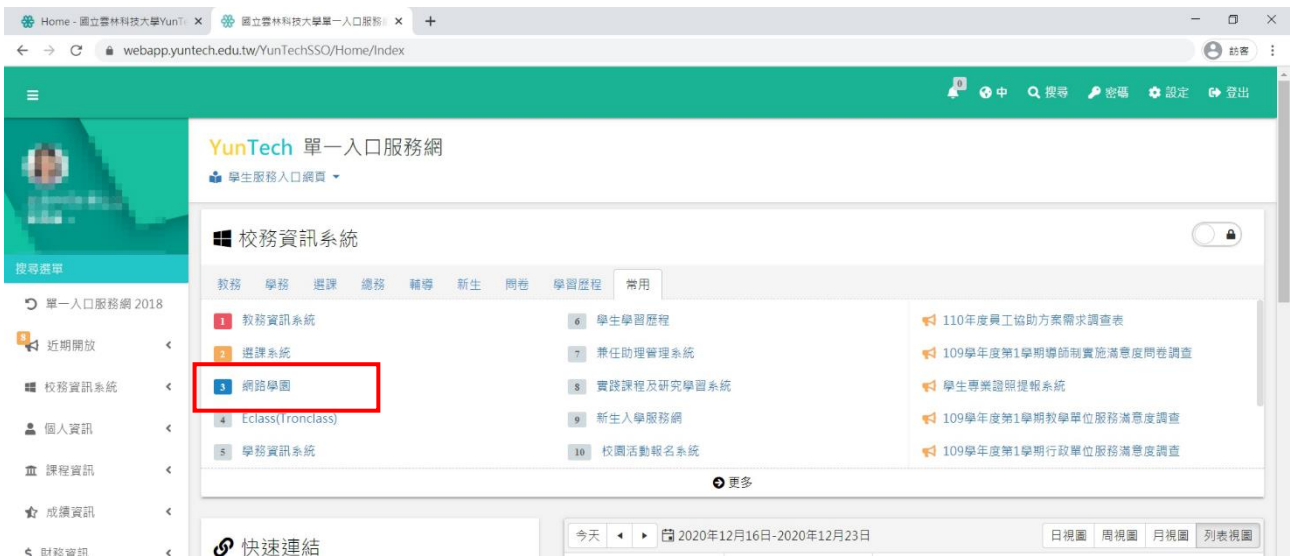 Home - 國立雲林科技大學YunT
國立雲林科技大學單一入口服務
webapp.yuntech.edu.tw/YunTechSSO/Home/Index
訪客
0
中
搜尋
密碼
設定
登出
YunTech 單一入口服務網
學生服務入口網頁
校務資訊系統
搜尋選單
教務 學務 選課 總務 輔導 新生 問卷 學習歷程 常用
單一入口服務網 2018
8
近期開放
校務資訊系統
個人資訊
課程資訊
成績資訊
財務資訊
1 教務資訊系統
2 選課系統
3 網路學園
4 Eclass(Tronclass)
5 學務資訊系統
6 學生學習歷程
7 兼任助理管理系統
8 實踐課程及研究學習系統
9 新生入學服務網
10 校園活動報名系統
110年度員工協助方案需求調查表
109學年度第1學期導師制實施滿意度問卷調查
學生專業證照提報系統
109學年度第1學期教學單位服務滿意度調查
109學年度第1學期行政單位服務滿意度調查
更多
快速連結
今天 2020年12月16日-2020年12月23日
日視圖 周視圖 月視圖 列表視圖